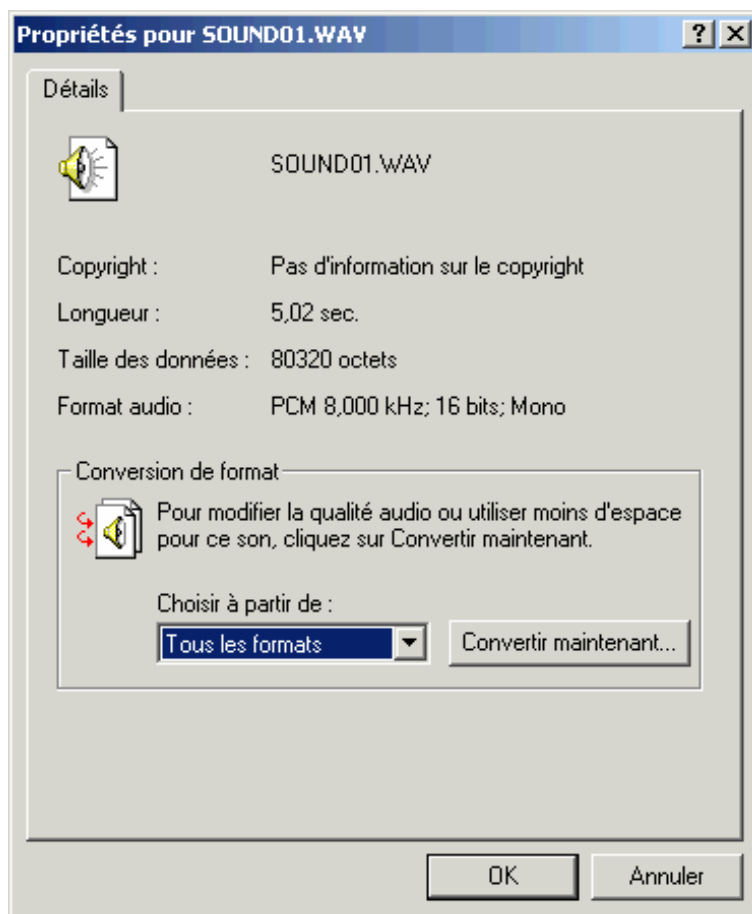 Propriétés pour SOUND01.WAV
Détails
SOUND01.WAV
Copyright : Pas d'information sur le copyright
Longueur : 5,02 sec.
Taille des données : 80320 octets
Format audio : PCM 8,000 kHz; 16 bits; Mono
Conversion de format
Pour modifier la qualité audio ou utiliser moins d'espace
pour ce son, cliquez sur Convertir maintenant.
Choisir à partir de :
Tous les formats Convertir maintenant...
OK Annuler